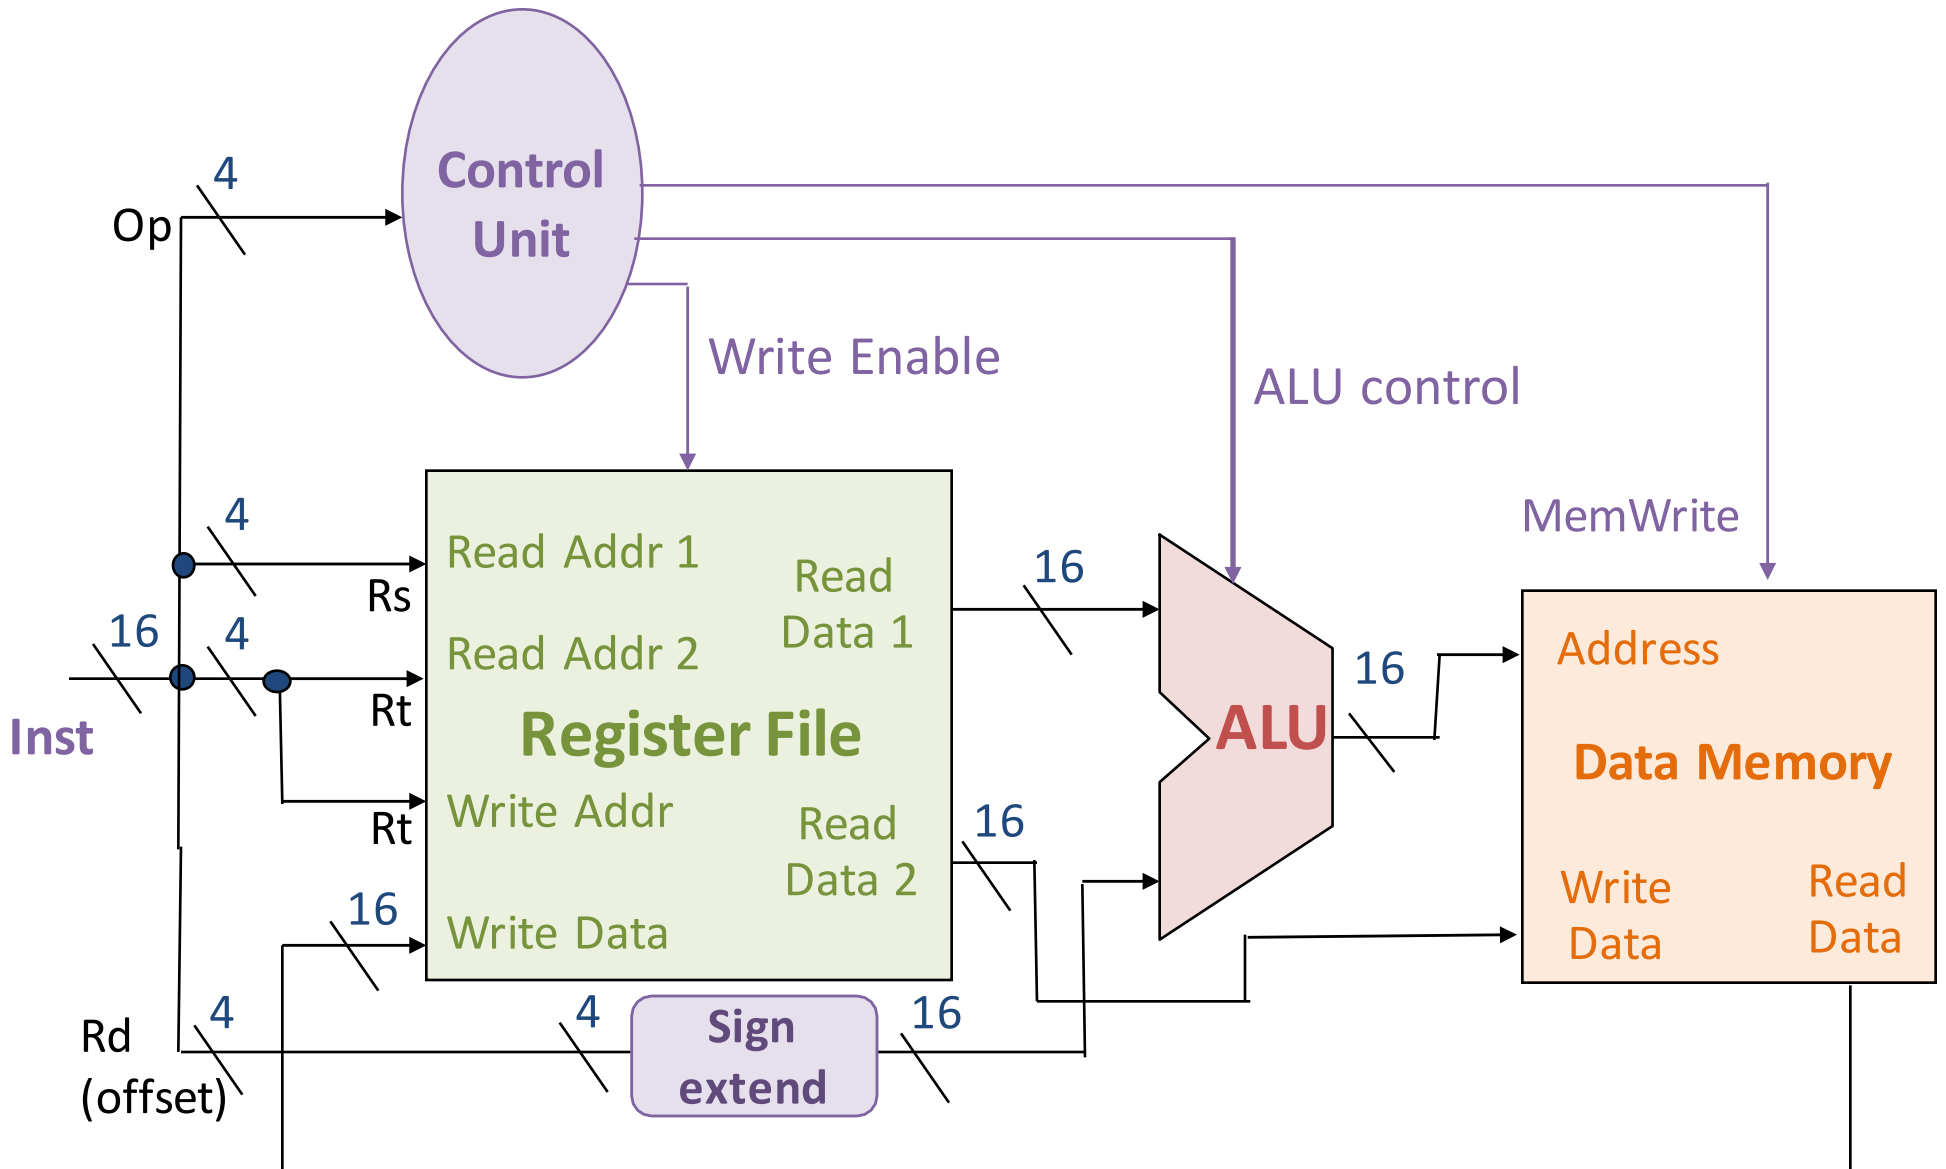 Control
Unit
4
Op
Write Enable
ALU control
MemWrite
4
Rs
Read Addr 1
Read
Data 1
16
16
4
Rt
Read Addr 2
Inst
Register File
ALU
16
Address
Data Memory
Rt
Write Addr
Read
Data 2
16
Write
Data
Read
Data
16
Write Data
Rd
(offset)
4
4
Sign
extend
16